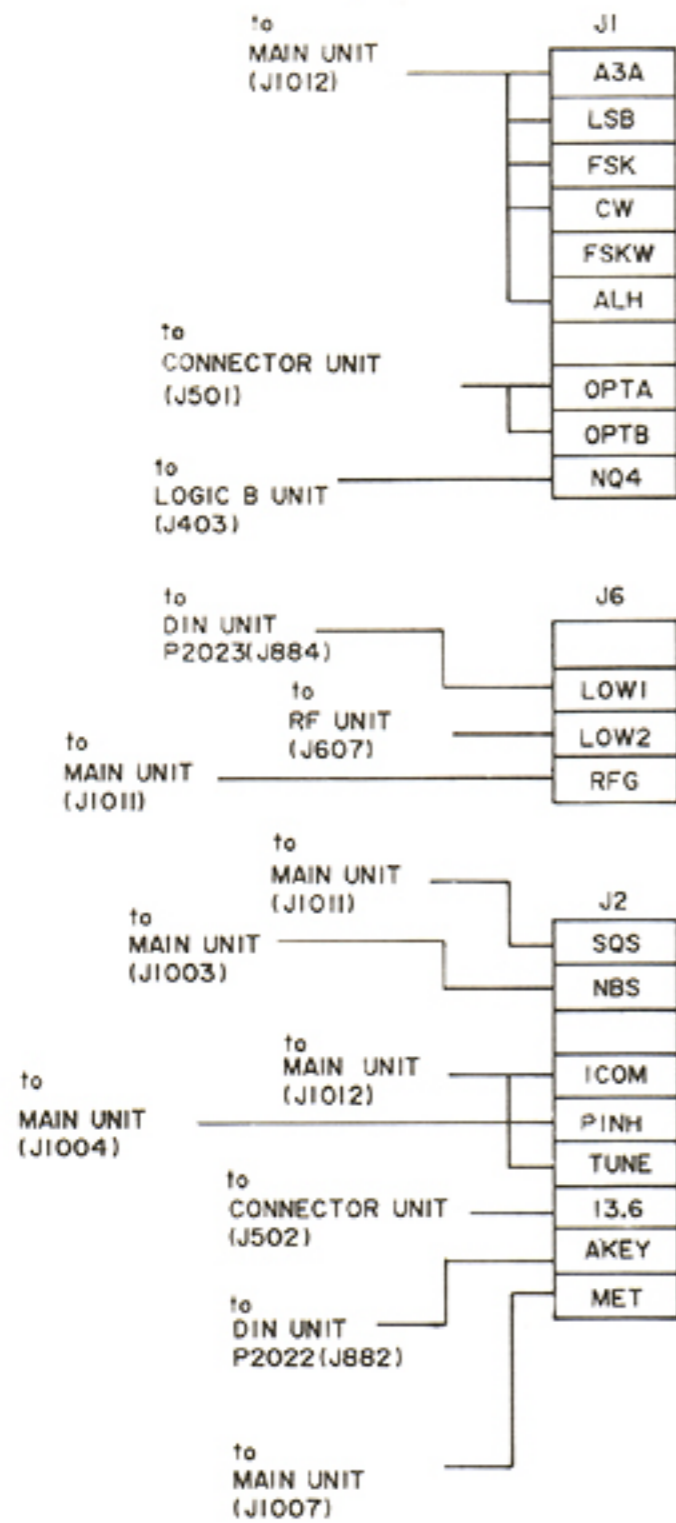 to
MAIN UNIT
(J1012)
J1
A3A
LSB
FSK
CW
FSKW
ALH
to
CONNECTOR UNIT
(J501)
OPTA
OPTB
to
LOGIC B UNIT
(J403)
NQ4
to
DIN UNIT
P2023(J884)
J6
LOW1
to
RF UNIT
(J607)
LOW2
to
MAIN UNIT
(J1011)
RFG
to
MAIN UNIT
(J1011)
J2
SQS
to
MAIN UNIT
(J1003)
NBS
to
MAIN UNIT
(J1012)
ICOM
to
MAIN UNIT
(J1004)
PINH
TUNE
to
CONNECTOR UNIT
(J502)
13.6
AKEY
to
DIN UNIT
P2022(J882)
MET
to
MAIN UNIT
(J1007)